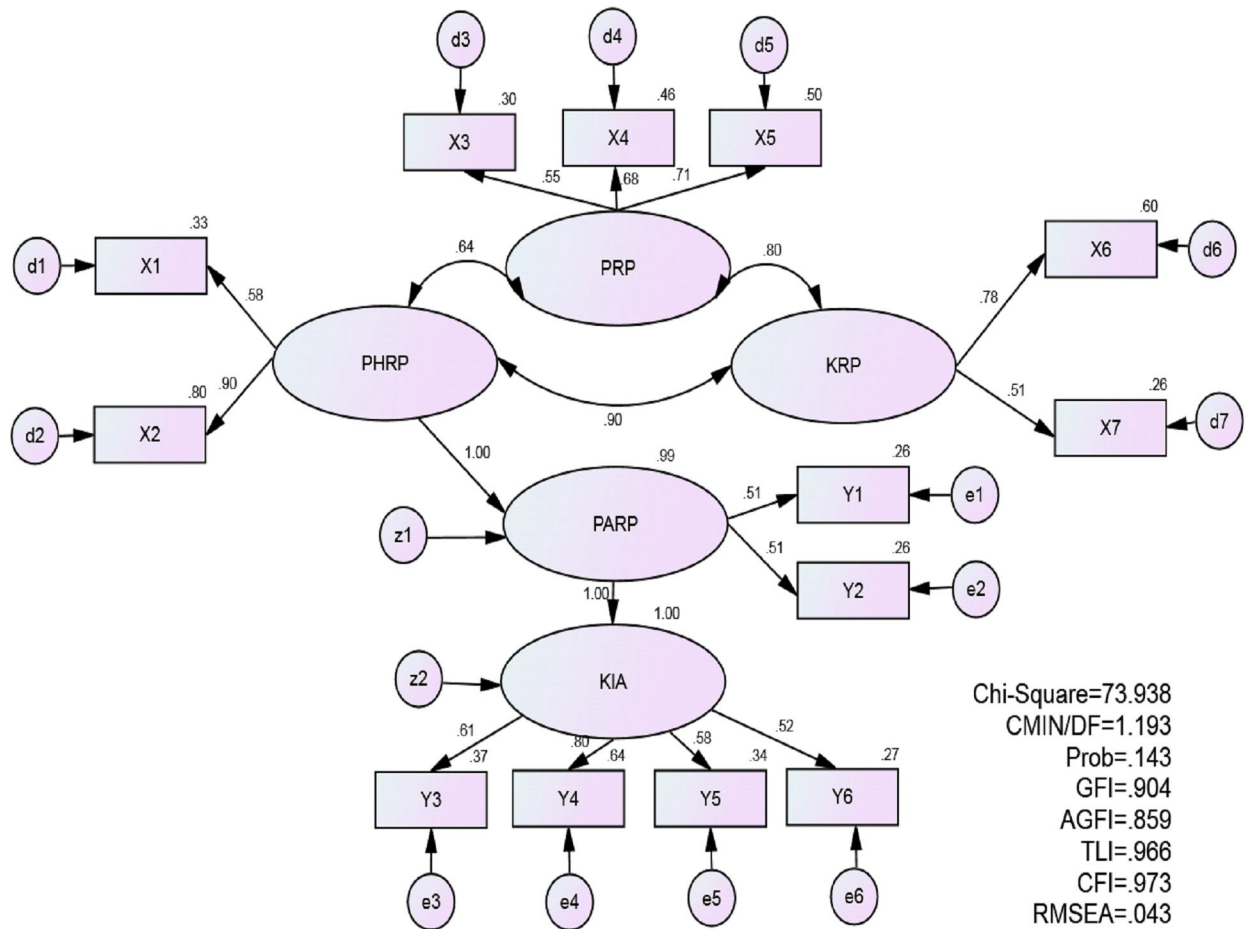 d3
d4
d5
.30
.46
.50
X3
X4
X5
.55
.68
.71
.33
.60
d1
X1
.64
PRP
.80
X6
d6
.58
.78
PHRP
KRP
.80
.90
.51
.26
d2
X2
.90
X7
d7
1.00
.99
.26
.51
Y1
e1
z1
PARP
.51
.26
Y2
e2
1.00
1.00
z2
KIA
.61
.80
.58
.52
.37
.64
.34
.27
Y3
Y4
Y5
Y6
e3
e4
e5
e6
Chi-Square=73.938
CMIN/DF=1.193
Prob=.143
GFI=.904
AGFI=.859
TLI=.966
CFI=.973
RMSEA=.043